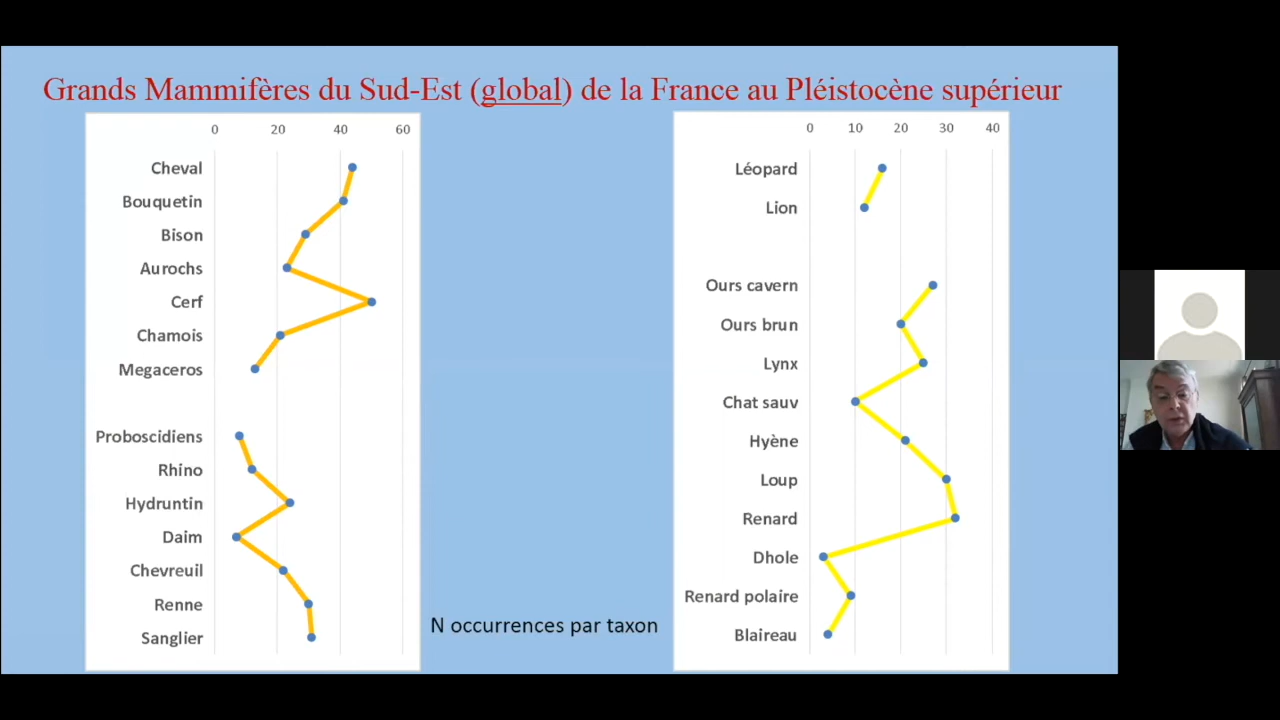 Grands Mammifères du Sud-Est (global) de la France au Pléistocène supérieur
0 20 40 60
Cheval
Bouquetin
Bison
Aurochs
Cerf
Chamois
Megaceros
Proboscidiens
Rhino
Hydruntin
Daim
Chevreuil
Renne
Sanglier
N occurrences par taxon
0 10 20 30 40
Léopard
Lion
Ours cavern
Ours brun
Lynx
Chat sauv
Hyène
Loup
Renard
Dhole
Renard polaire
Blaireau